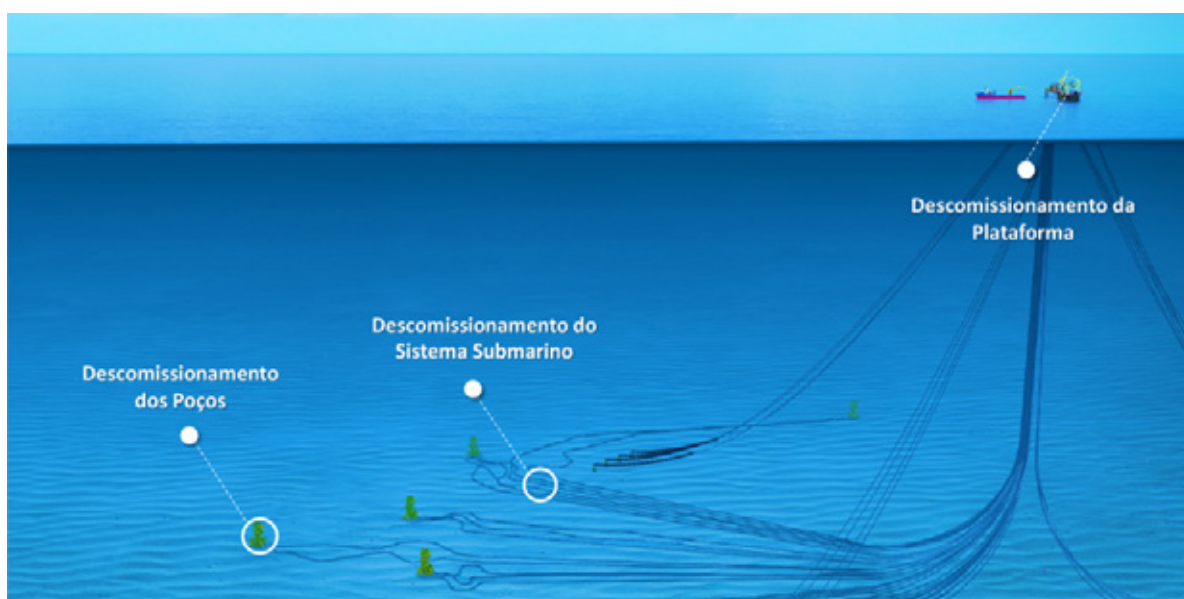 Descomissionamento da
Plataforma
Descomissionamento do
Sistema Submarino
Descomissionamento
dos Poços